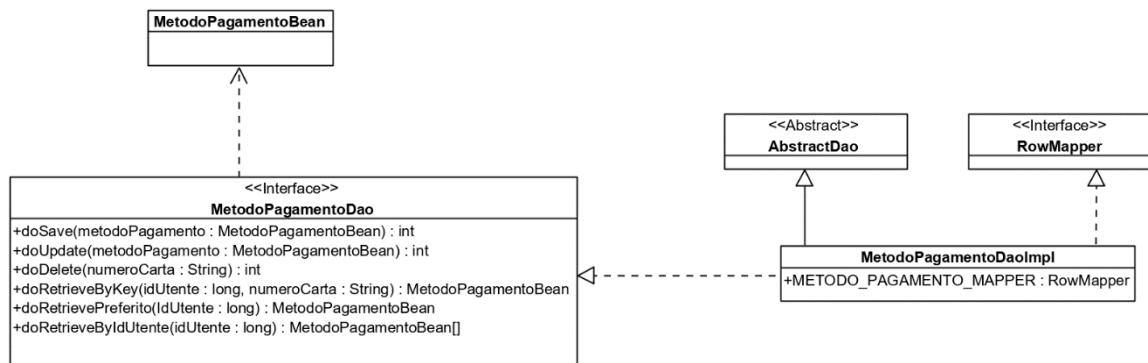 MetodoPagamentoBean
<<Abstract>>
AbstractDao
<<Interface>>
RowMapper
<<Interface>>
MetodoPagamentoDao
+doSave(metodoPagamento : MetodoPagamentoBean) : int
+doUpdate(metodoPagamento : MetodoPagamentoBean) : int
+doDelete(numeroCarta : String) : int
+doRetrieveByKey(idUtente : long, numeroCarta : String) : MetodoPagamentoBean
+doRetrievePreferito(IdUtente : long) : MetodoPagamentoBean
+doRetrieveByIdUtente(idUtente : long) : MetodoPagamentoBean[]
MetodoPagamentoDaoImpl
+METODO_PAGAMENTO_MAPPER : RowMapper